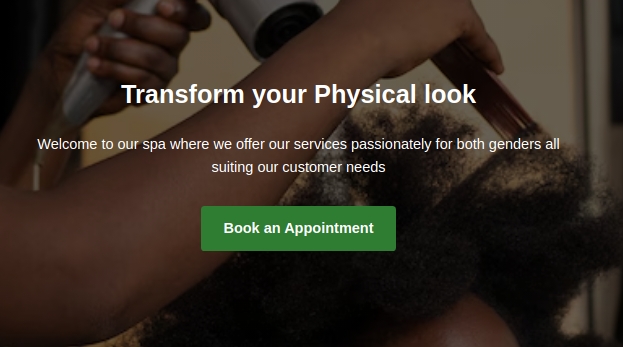 Transform your Physical look
Welcome to our spa where we offer our services passionately for both genders all
suiting our customer needs
Book an Appointment